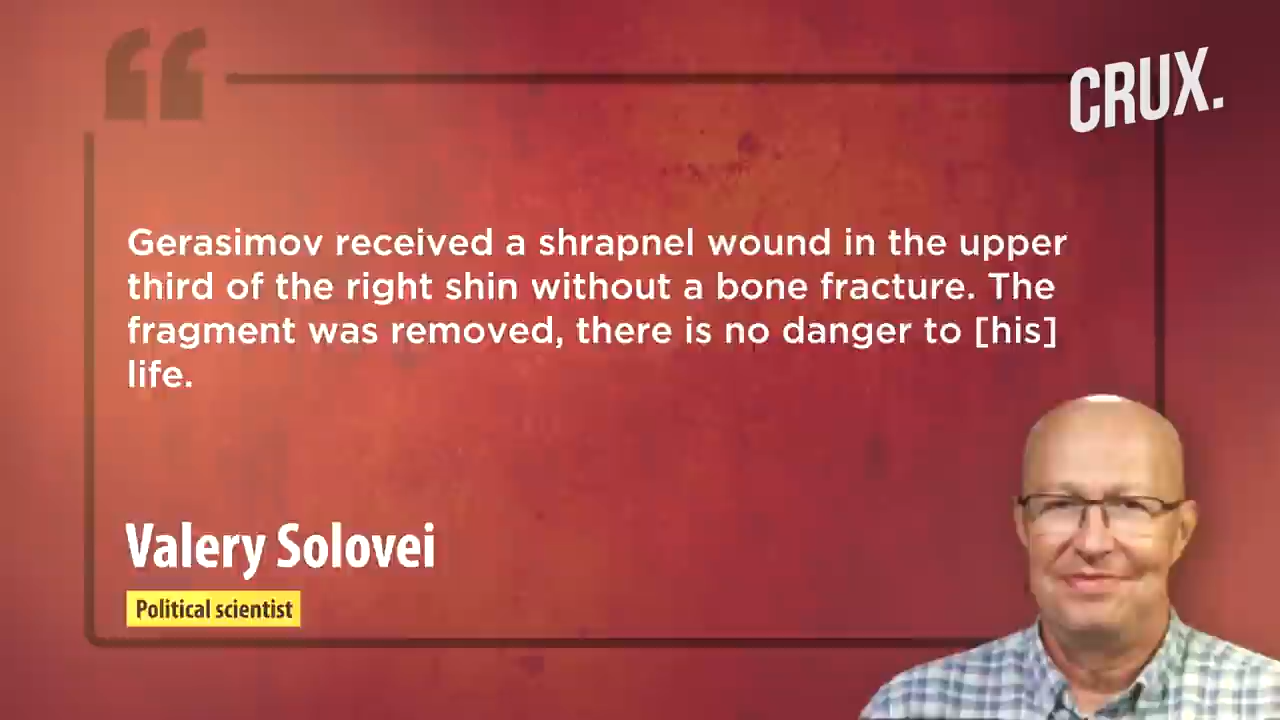 CRUX.
Gerasimov received a shrapnel wound in the upper
third of the right shin without a bone fracture. The
fragment was removed, there is no danger to [his]
life.
Valery Solovei
Political scientist